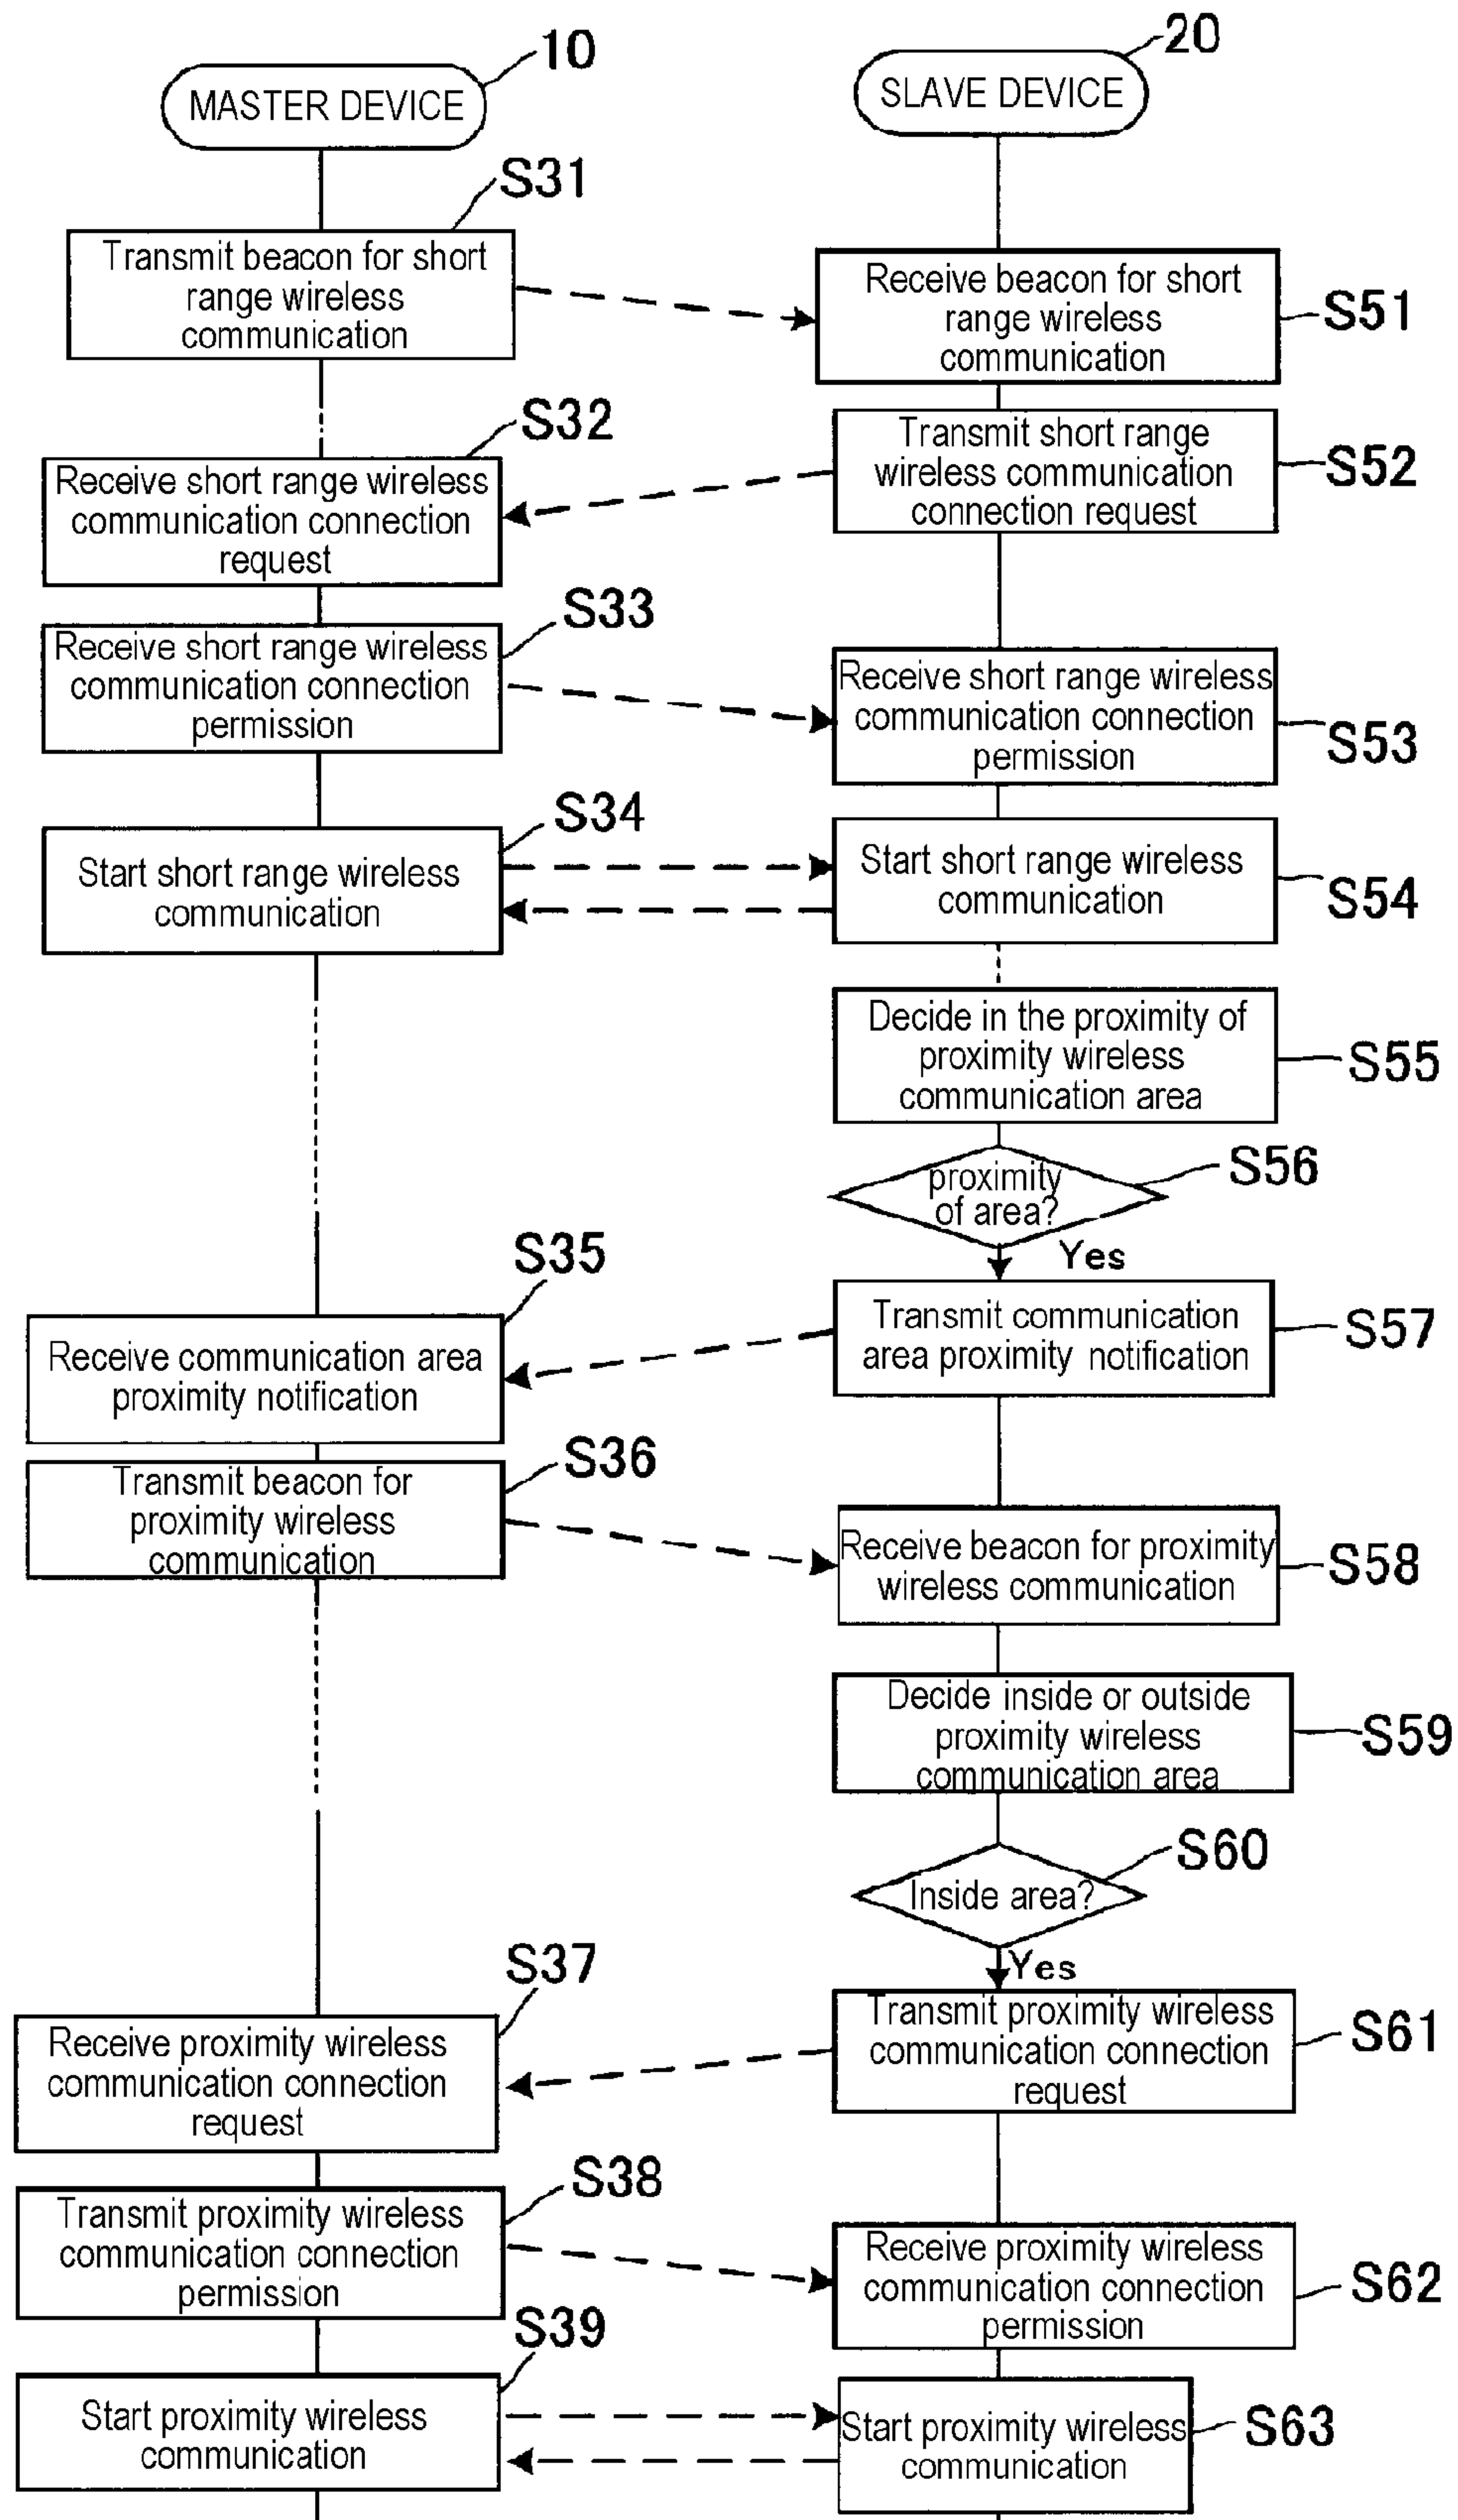 10
MASTER DEVICE
20
SLAVE DEVICE
S31
Transmit beacon for short
range wireless
communication
Receive beacon for short
range wireless
communication
S51
S32
Receive short range wireless
communication connection
request
Transmit short range
wireless communication
connection request
S52
S33
Receive short range wireless
communication connection
permission
Receive short range wireless
communication connection
permission
S53
S34
Start short range wireless
communication
Start short range wireless
communication
S54
Decide in the proximity of
proximity wireless
communication area
S55
proximity
of area?
S56
Yes
S35
Receive communication area
proximity notification
Transmit communication
area proximity notification
S57
S36
Transmit beacon for
proximity wireless
communication
Receive beacon for proximity
wireless communication
S58
Decide inside or outside
proximity wireless
communication area
S59
Inside area?
S60
Yes
S37
Receive proximity wireless
communication connection
request
Transmit proximity wireless
communication connection
request
S61
S38
Transmit proximity wireless
communication connection
permission
Receive proximity wireless
communication connection
permission
S62
S39
Start proximity wireless
communication
Start proximity wireless
communication
S63